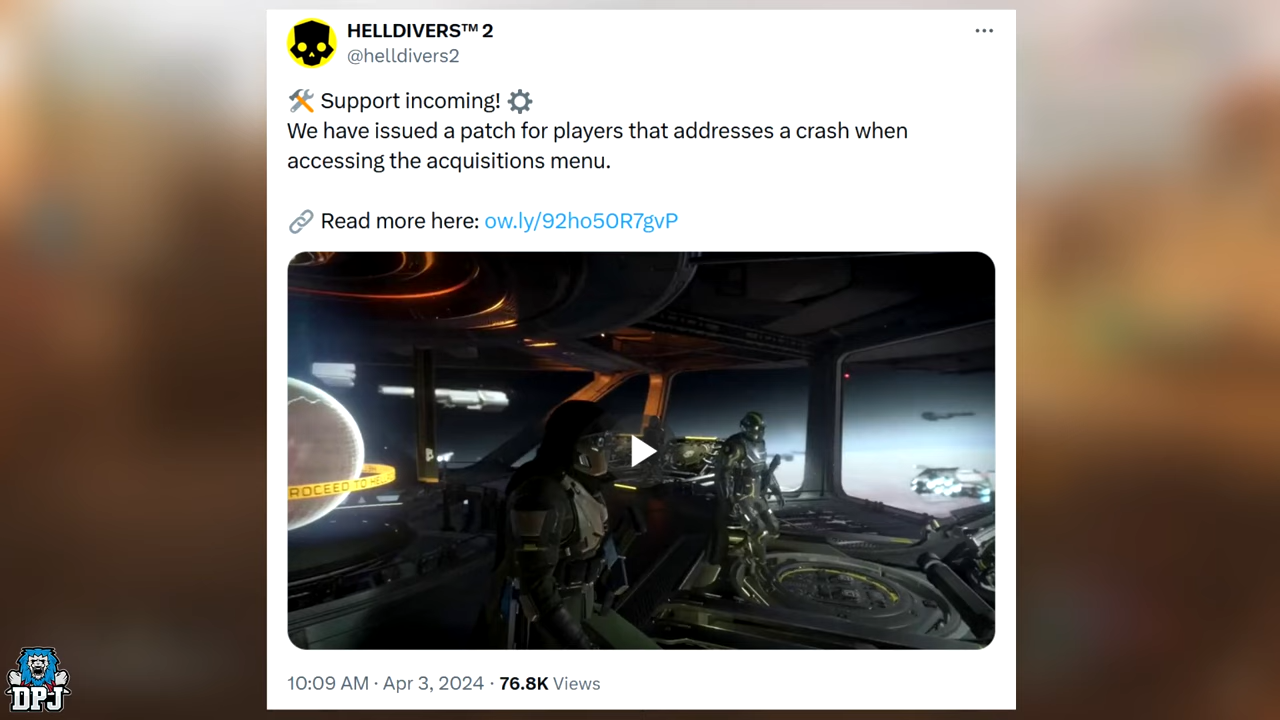 HELLDIVERS™ 2
@helldivers2
🛠️ Support incoming! ⚙️
We have issued a patch for players that addresses a crash when
accessing the acquisitions menu.
🔗 Read more here: ow.ly/92ho50R7gvP
ROCEED TO HELL
10:09 AM · Apr 3, 2024 · 76.8K Views
DPJ